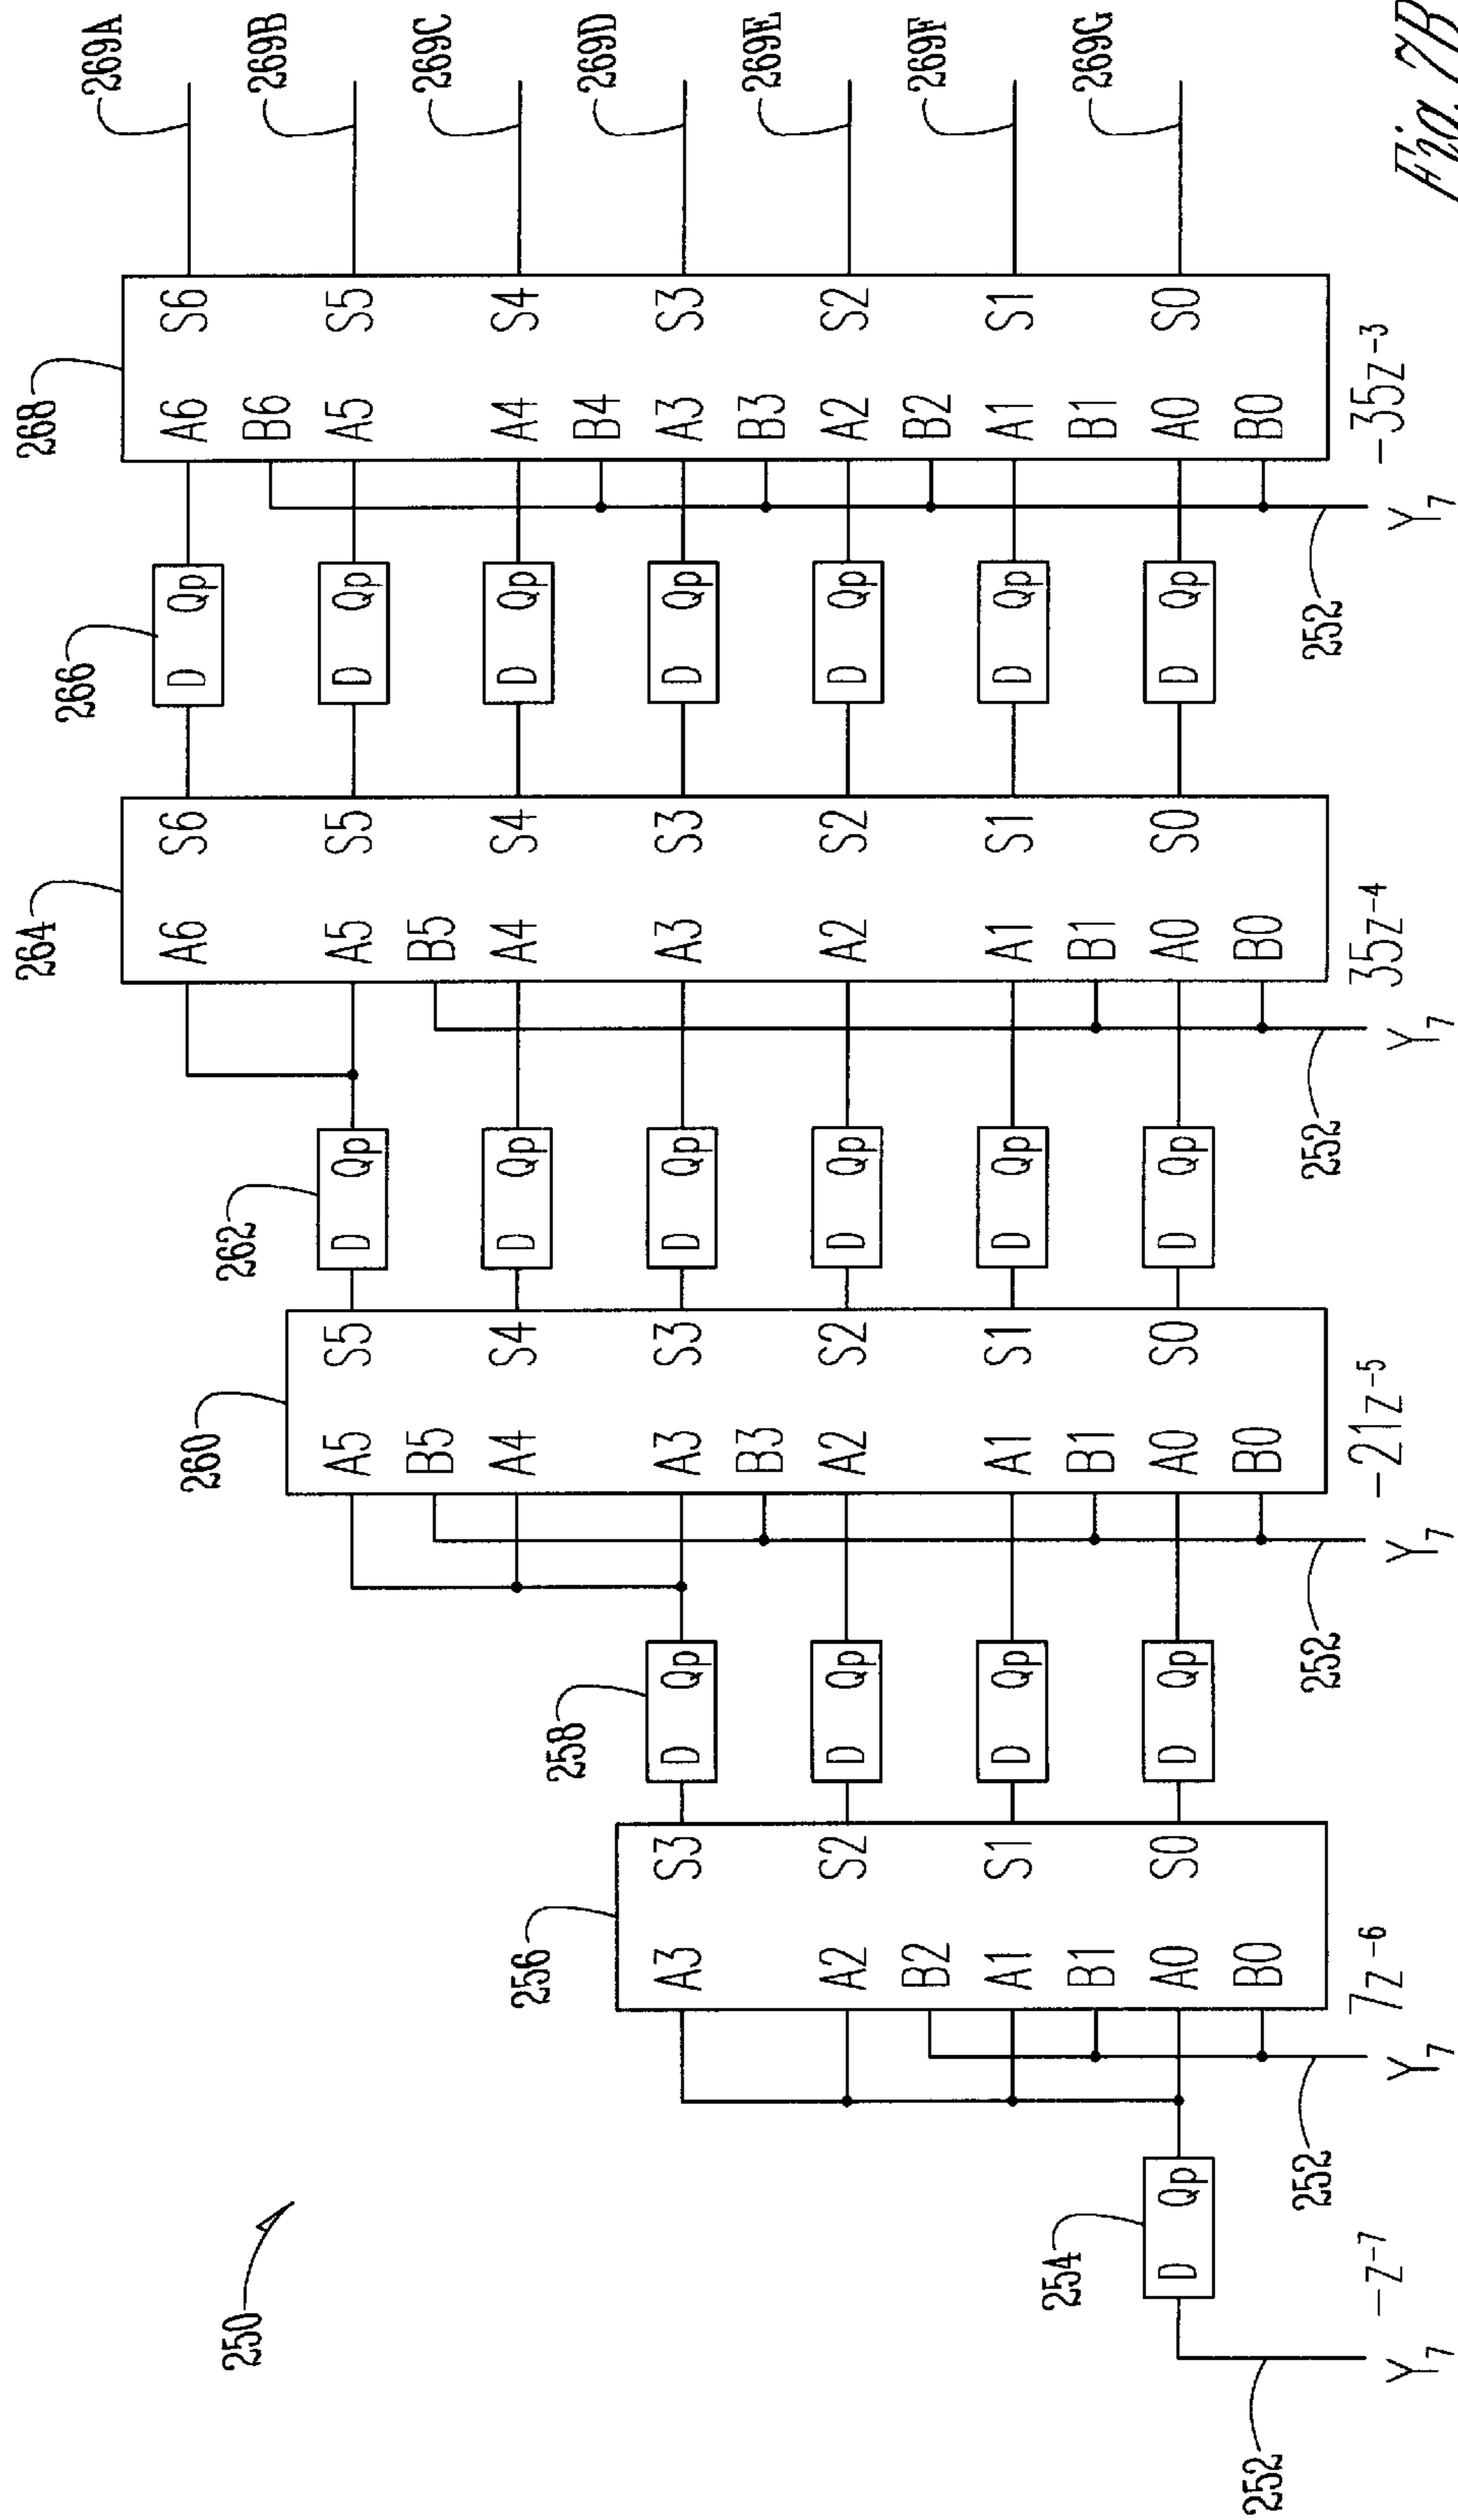 250
252
Y7
−z−7
254
D Qp
252
Y7
256
A3 S3
A2 S2
B2
A1 S1
B1
A0 S0
B0
7z−6
258
D Qp
D Qp
D Qp
D Qp
252
Y7
260
A5 S5
B5
A4 S4
A3 S3
B3
A2 S2
A1 S1
B1
A0 S0
B0
−21z−5
262
D Qp
D Qp
D Qp
D Qp
D Qp
D Qp
252
Y7
264
A6 S6
A5 S5
B5
A4 S4
A3 S3
A2 S2
A1 S1
B1
A0 S0
B0
35z−4
266
D Qp
D Qp
D Qp
D Qp
D Qp
D Qp
D Qp
252
Y7
268
A6 S6
B6
A5 S5
A4 S4
B4
A3 S3
B3
A2 S2
B2
A1 S1
B1
A0 S0
B0
−35z−3
269A
269B
269C
269D
269E
269F
269G
Fig. 7B